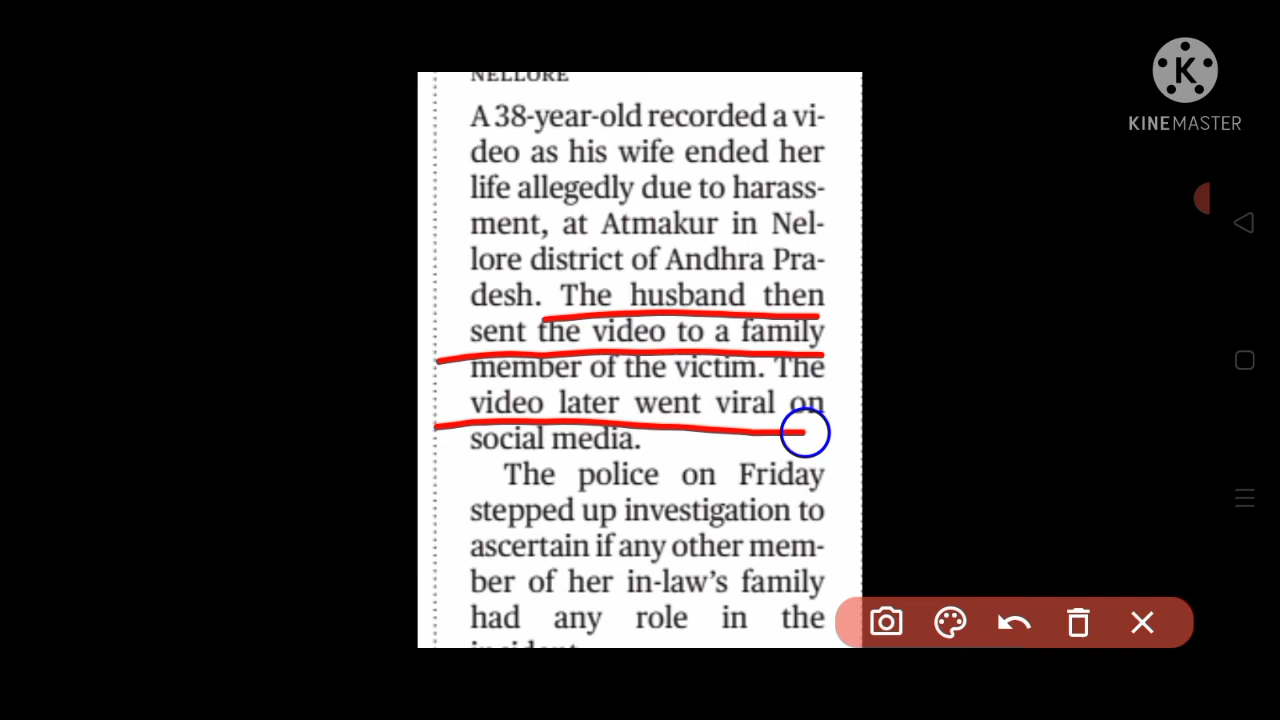 NELLORE
A 38-year-old recorded a vi-
deo as his wife ended her
life allegedly due to harass-
ment, at Atmakur in Nel-
lore district of Andhra Pra-
desh. The husband then
sent the video to a family
member of the victim. The
video later went viral on
social media.
The police on Friday
stepped up investigation to
ascertain if any other mem-
ber of her in-law's family
had any role in the
incident.
K
KINEMASTER